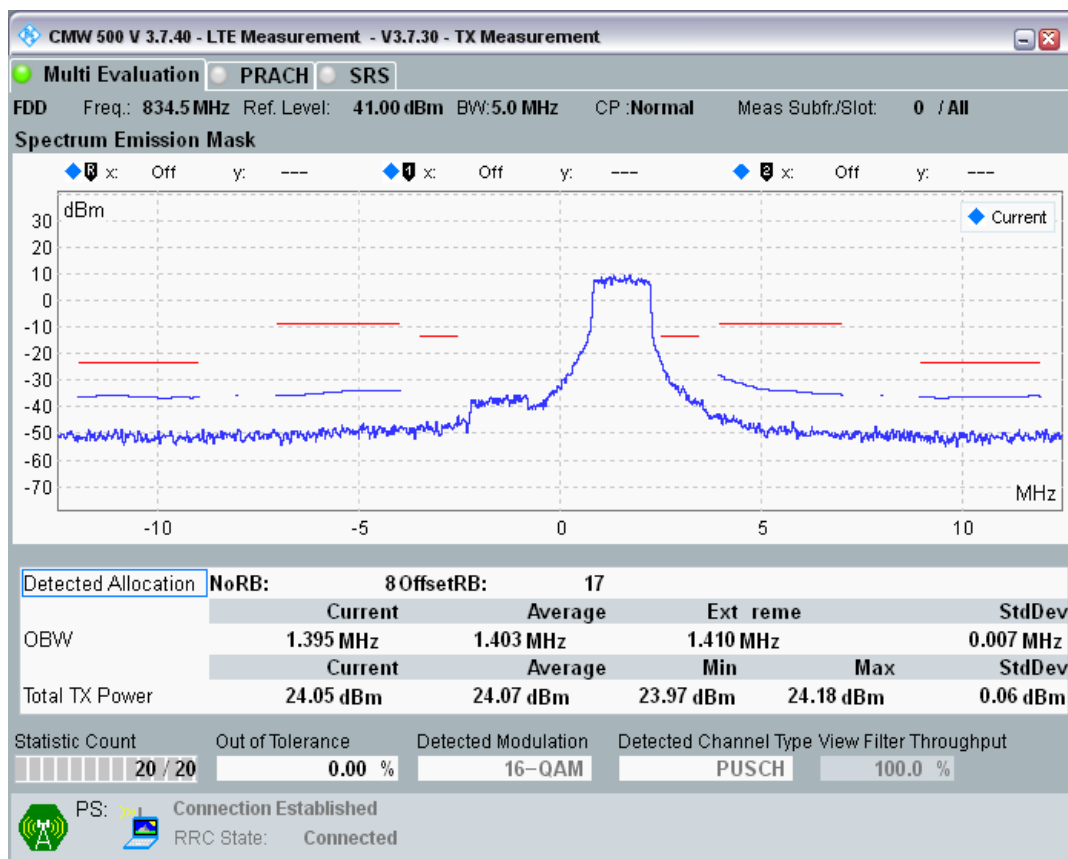 CMW 500 V 3.7.40 - LTE Measurement - V3.7.30 - TX Measurement
Multi Evaluation PRACH SRS
FDD Freq.: 834.5 MHz Ref. Level: 41.00 dBm BW:5.0 MHz CP :Normal Meas Subfr./Slot: 0 / All
Spectrum Emission Mask
R x: Off y: --- 1 x: Off y: --- 2 x: Off y: ---
dBm
Current
30
20
10
0
-10
-20
-30
-40
-50
-60
-70
MHz
-10 -5 0 5 10
Detected Allocation NoRB: 8 OffsetRB: 17
Current Average Ext reme StdDev
OBW 1.395 MHz 1.403 MHz 1.410 MHz 0.007 MHz
Current Average Min Max StdDev
Total TX Power 24.05 dBm 24.07 dBm 23.97 dBm 24.18 dBm 0.06 dBm
Statistic Count Out of Tolerance Detected Modulation Detected Channel Type View Filter Throughput
20 / 20 0.00 % 16-QAM PUSCH 100.0 %
PS: Connection Established
RRC State: Connected